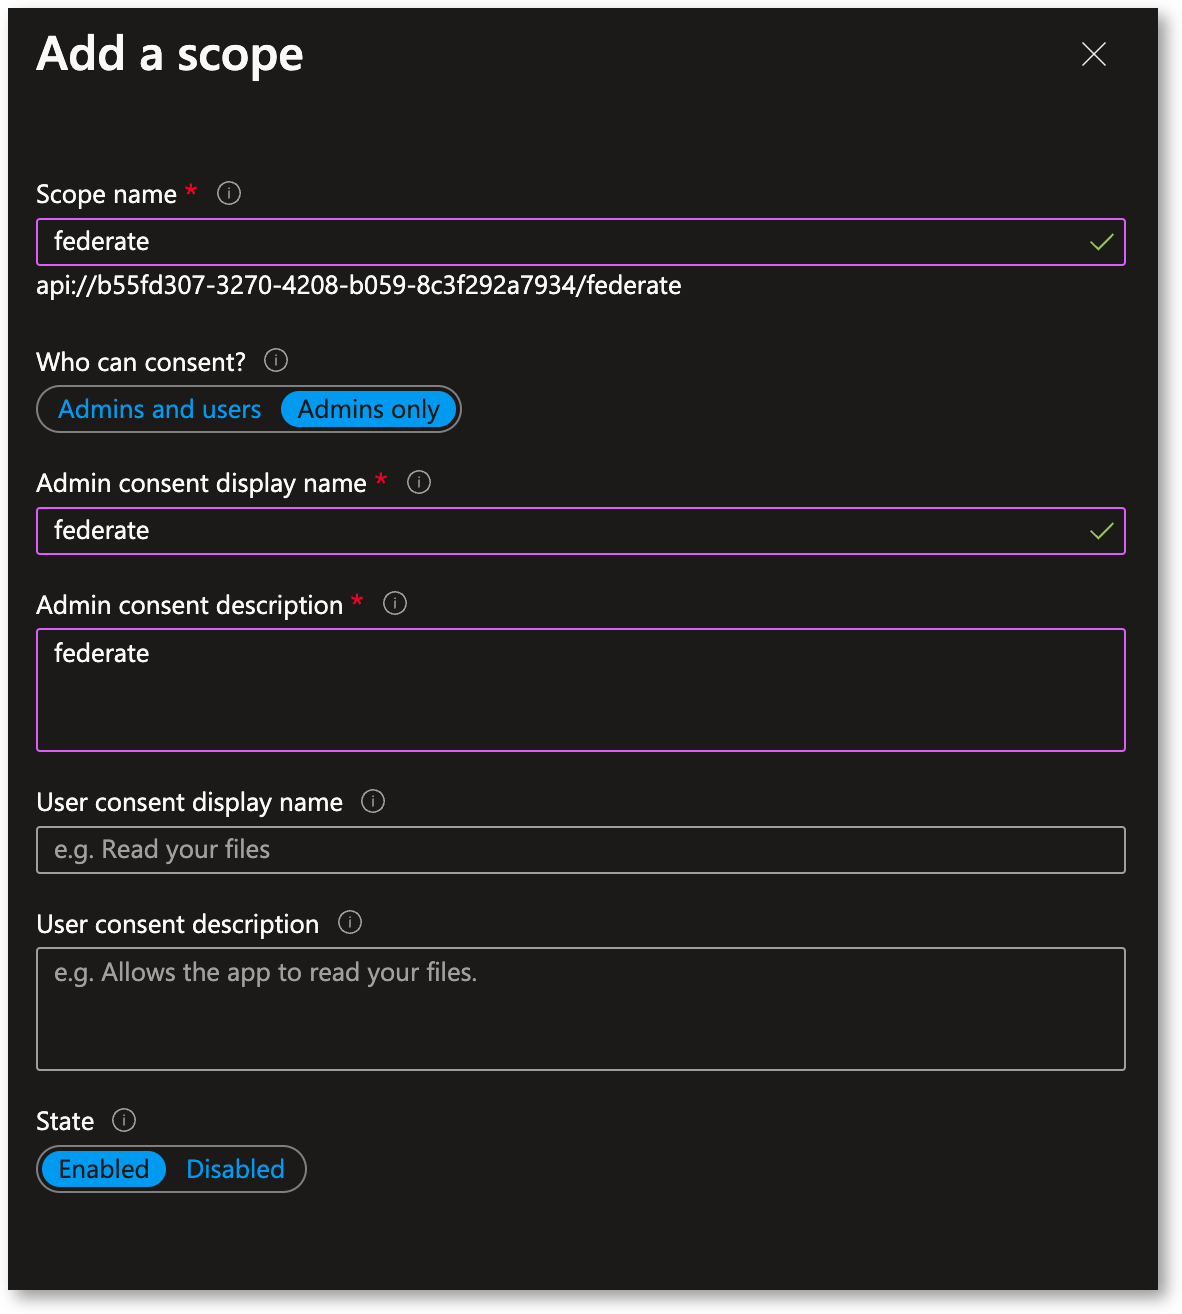 Add a scope
Scope name *
federate
api://b55fd307-3270-4208-b059-8c3f292a7934/federate
Who can consent?
Admins and users Admins only
Admin consent display name *
federate
Admin consent description *
federate
User consent display name
e.g. Read your files
User consent description
e.g. Allows the app to read your files.
State
Enabled Disabled